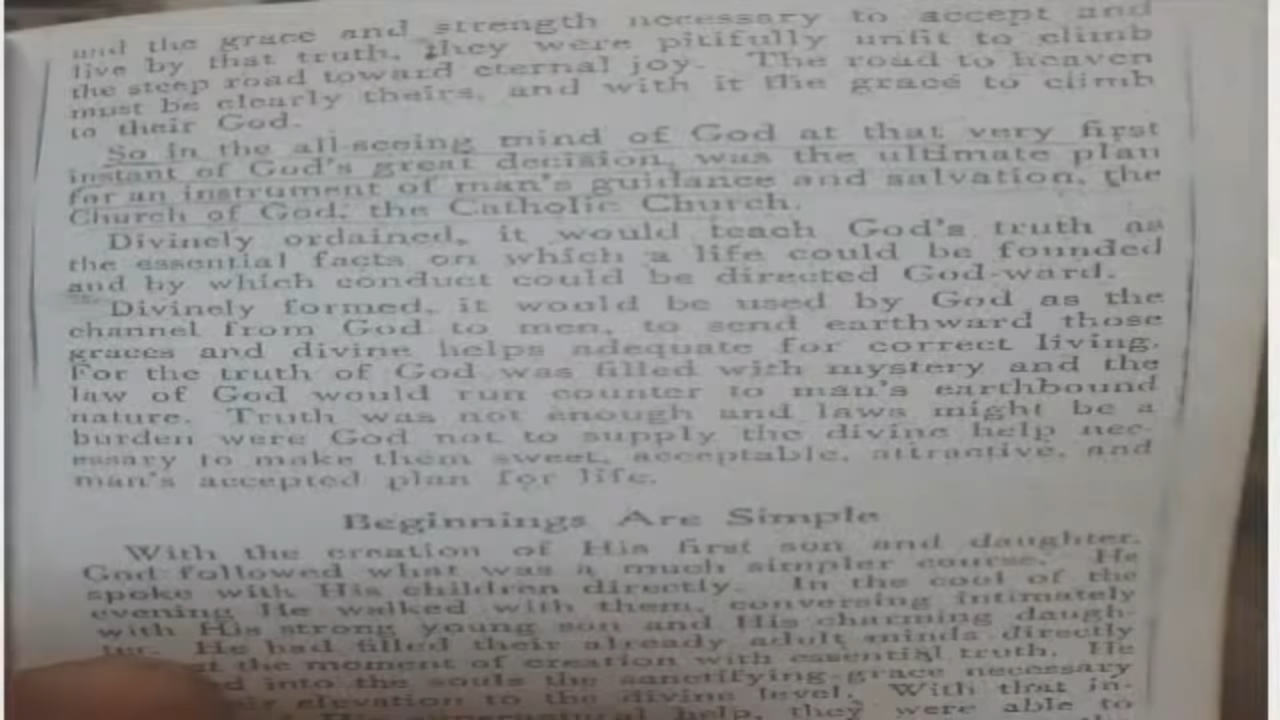 and the grace and strength necessary to accept and
live by that truth, they were pitifully unfit to climb
the steep road toward eternal joy. The road to heaven
must be clearly theirs, and with it the grace to climb
to their God.
So in the all-seeing mind of God at that very first
instant of God's great decision, was the ultimate plan
for an instrument of man's guidance and salvation, the
Church of God; the Catholic Church.
Divinely ordained, it would teach God's truth as
the essential facts on which a life could be founded
and by which conduct could be directed God-ward.
Divinely formed, it would be used by God as the
channel from God to men, to send earthward those
graces and divine helps adequate for correct living.
For the truth of God was filled with mystery and the
law of God would run counter to man's earthbound
nature. Truth was not enough and laws might be a
burden were God not to supply the divine help nec-
essary to make them sweet, acceptable, attractive, and
man's accepted plan for life.
Beginnings Are Simple
With the creation of His first son and daughter,
God followed what was a much simpler course. He
spoke with His children directly. In the cool of the
evening He walked with them, conversing intimately
with His strong young son and His charming daugh-
ter. He had filled their already adult minds directly
at the moment of creation with essential truth. He
into the souls the sanctifying grace necessary
elevation to the divine level. With that in-
supernatural help, they were able to